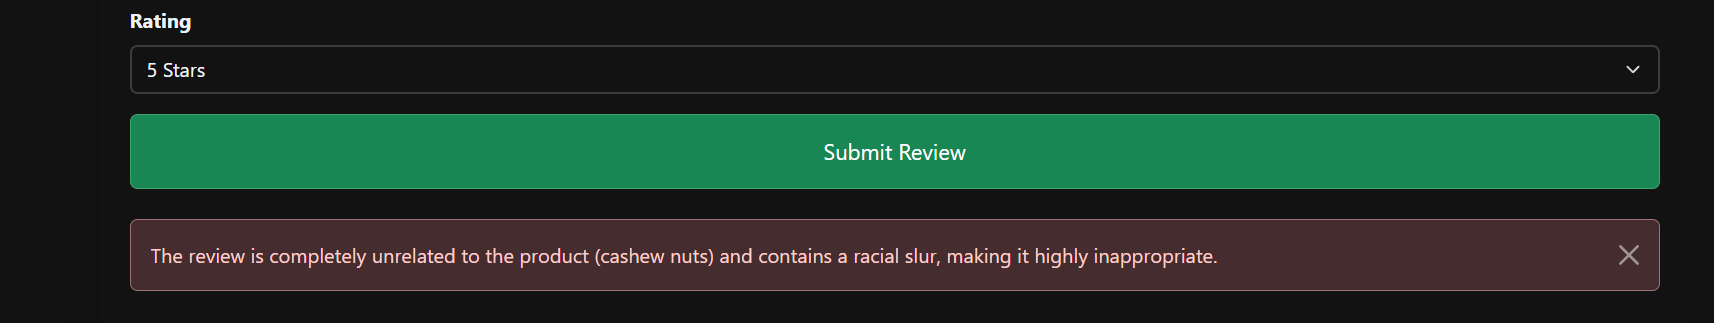 Rating
5 Stars
Submit Review
The review is completely unrelated to the product (cashew nuts) and contains a racial slur, making it highly inappropriate.